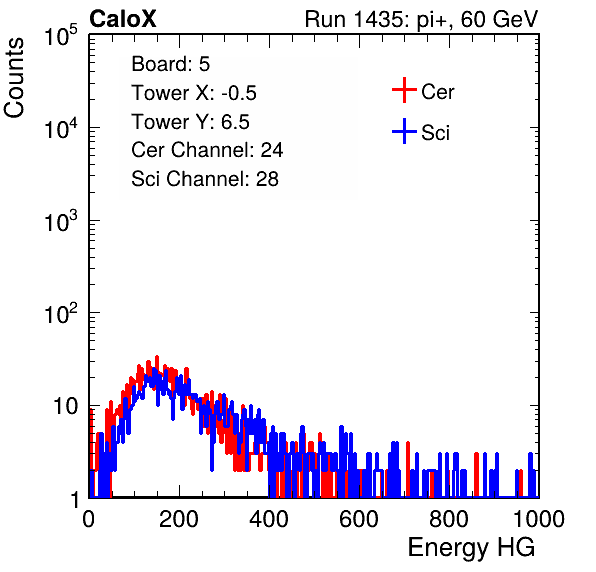 CaloX Run 1435: pi+, 60 GeV
Counts
Board: 5
Tower X: -0.5
Tower Y: 6.5
Cer Channel: 24
Sci Channel: 28
Cer
Sci
10^5
10^4
10^3
10^2
10
1
0 200 400 600 800 1000
Energy HG